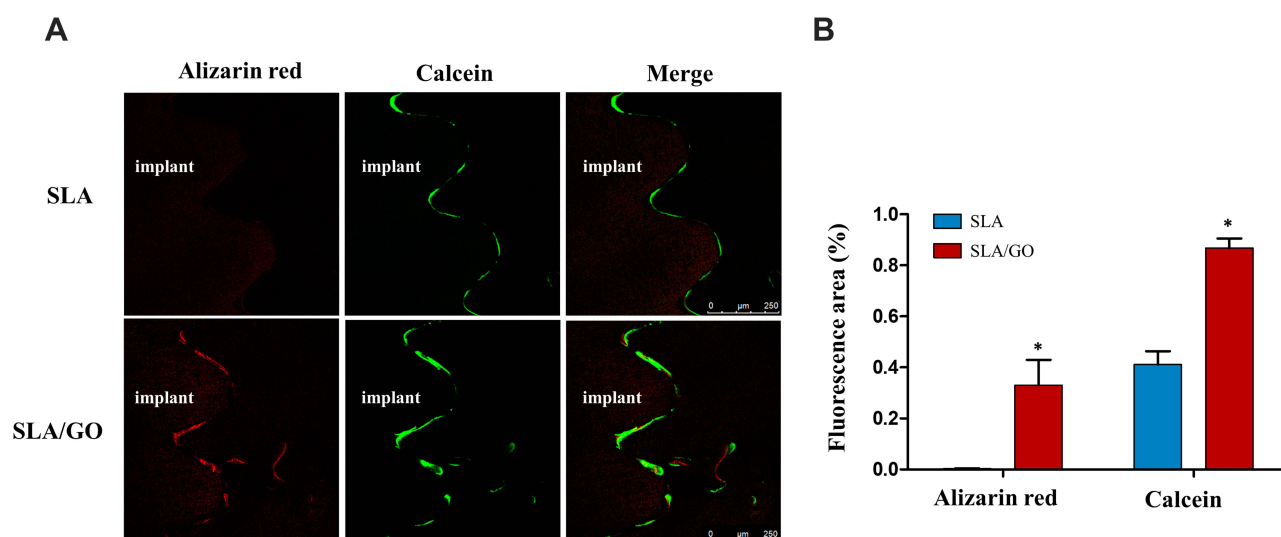 A
Alizarin red
Calcein
Merge
SLA
implant
implant
implant
0 µm 250
SLA/GO
implant
implant
implant
0 µm 250
B
Fluorescence area (%)
1.0
0.8
0.6
0.4
0.2
0.0
SLA
SLA/GO
*
*
Alizarin red
Calcein